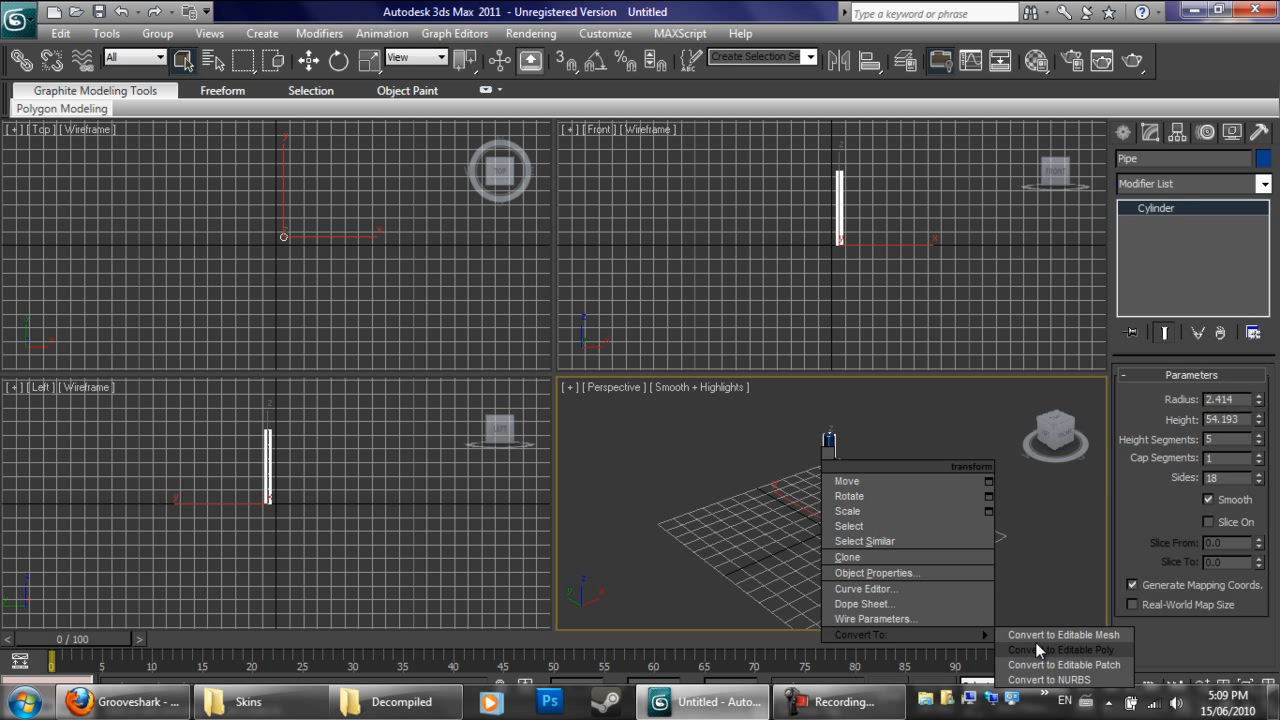 Autodesk 3ds Max 2011 - Unregistered Version Untitled
Type a keyword or phrase
Edit Tools Group Views Create Modifiers Animation Graph Editors Rendering Customize MAXScript Help
All
View
Create Selection Se
Graphite Modeling Tools Freeform Selection Object Paint
Polygon Modeling
[ + ] [ Top ] [ Wireframe ]
TOP
[ + ] [ Front ] [ Wireframe ]
FRONT
Pipe
Modifier List
Cylinder
[ + ] [ Left ] [ Wireframe ]
LEFT
[ + ] [ Perspective ] [ Smooth + Highlights ]
Parameters
Radius: 2.414
Height: 54.193
Height Segments: 5
Cap Segments: 1
Sides: 18
Smooth
Slice On
Slice From: 0.0
Slice To: 0.0
Generate Mapping Coords.
Real-World Map Size
transform
Move
Rotate
Scale
Select
Select Similar
Clone
Object Properties...
Curve Editor...
Dope Sheet...
Wire Parameters...
Convert To:
Convert to Editable Mesh
Convert to Editable Poly
Convert to Editable Patch
Convert to NURBS
0 / 100
0 5 10 15 20 25 30 35 40 45 50 55 60 65 70 75 80 85 90
Grooveshark - ...
Skins
Decompiled
Ps
Untitled - Auto...
Recording...
EN
5:09 PM
15/06/2010